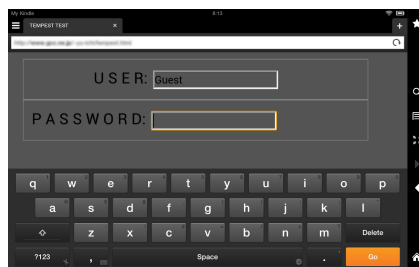 My Kindle 8:13
TEMPEST TEST × +
USER: Guest
PASSWORD:
q w e r t y u i o p
a s d f g h j k l
z x c v b n m Delete
?123 , Space . Go